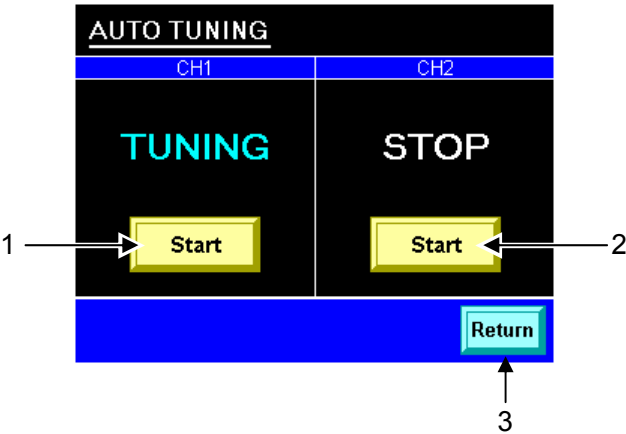 AUTO TUNING
CH1 CH2
TUNING STOP
1 Start Start 2
Return
3